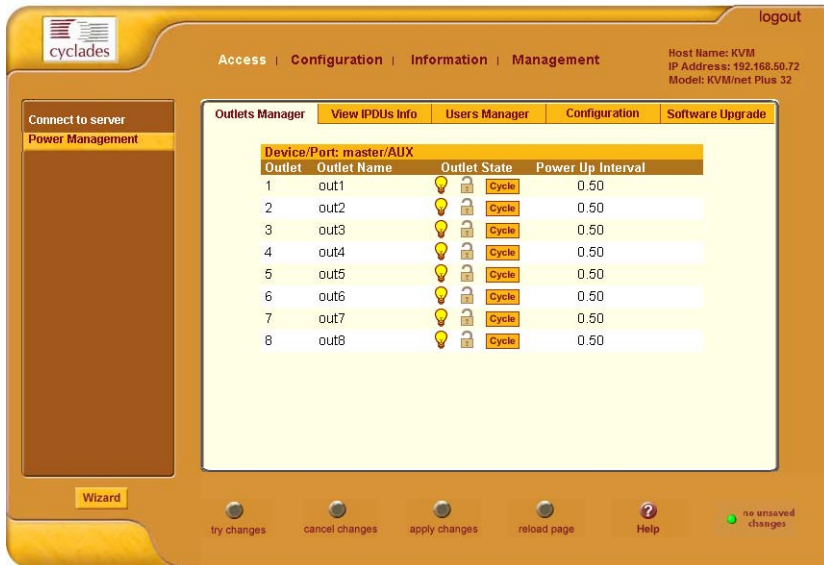 logout
cyclades
Access | Configuration | Information | Management
Host Name: KVM
IP Address: 192.168.50.72
Model: KVM/net Plus 32
Connect to server
Power Management
Outlets Manager View IPDUs Info Users Manager Configuration Software Upgrade
Device/Port: master/AUX
Outlet Outlet Name Outlet State Power Up Interval
1 out1 Cycle 0.50
2 out2 Cycle 0.50
3 out3 Cycle 0.50
4 out4 Cycle 0.50
5 out5 Cycle 0.50
6 out6 Cycle 0.50
7 out7 Cycle 0.50
8 out8 Cycle 0.50
Wizard
try changes cancel changes apply changes reload page Help
no unsaved
changes